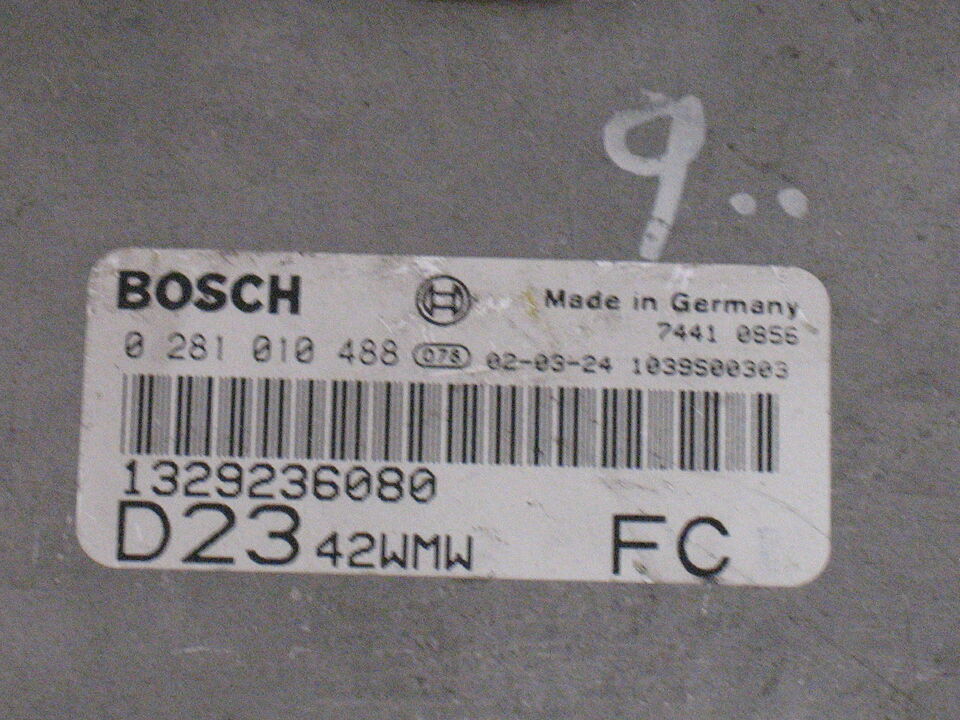 9..
BOSCH
Made in Germany
7441 0856
0 281 010 488 078 02-03-24 1039S00303
1329236080
D23 42WMW FC